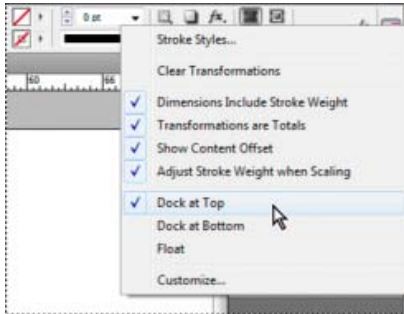 0 pt
fx.
Stroke Styles...
Clear Transformations
60
66
Dimensions Include Stroke Weight
Transformations are Totals
Show Content Offset
Adjust Stroke Weight when Scaling
Dock at Top
Dock at Bottom
Float
Customize...